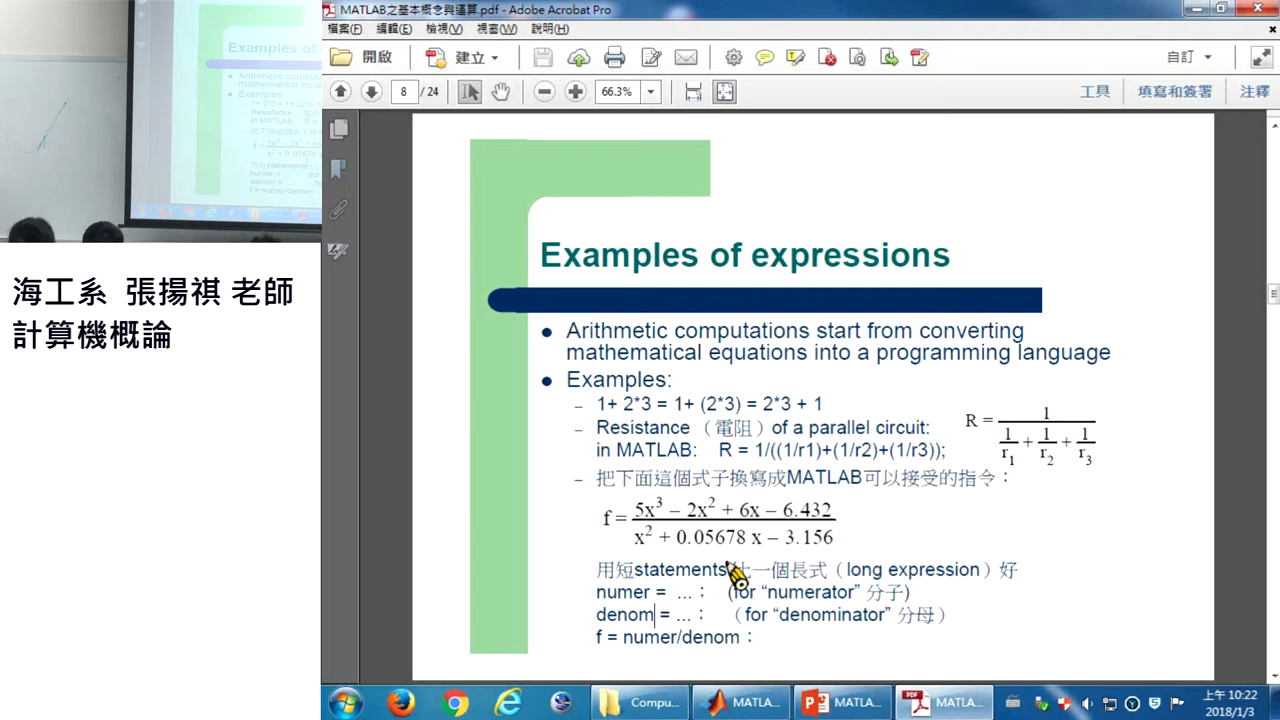 MATLAB之基本概念與運算.pdf - Adobe Acrobat Pro
檔案(F) 編輯(E) 檢視(V) 視窗(W) 說明(H)
開啟 建立 自訂
8 / 24 66.3% 工具 填寫和簽署 注釋
海工系 張揚祺 老師
計算機概論
Examples of expressions
Arithmetic computations start from converting
mathematical equations into a programming language
Examples:
– 1+ 2*3 = 1+ (2*3) = 2*3 + 1
– Resistance （電阻）of a parallel circuit:
in MATLAB: R = 1/((1/r1)+(1/r2)+(1/r3));
R = 1 / (1/r1 + 1/r2 + 1/r3)
– 把下面這個式子換寫成MATLAB可以接受的指令：
f = (5x³ – 2x² + 6x – 6.432) / (x² + 0.05678 x – 3.156)
用短statements比一個長式（long expression）好
numer = ...； (for “numerator” 分子)
denom = ...； （for “denominator” 分母）
f = numer/denom；
Compu... MATLA... MATLA... MATLA...
上午 10:22
2018/1/3